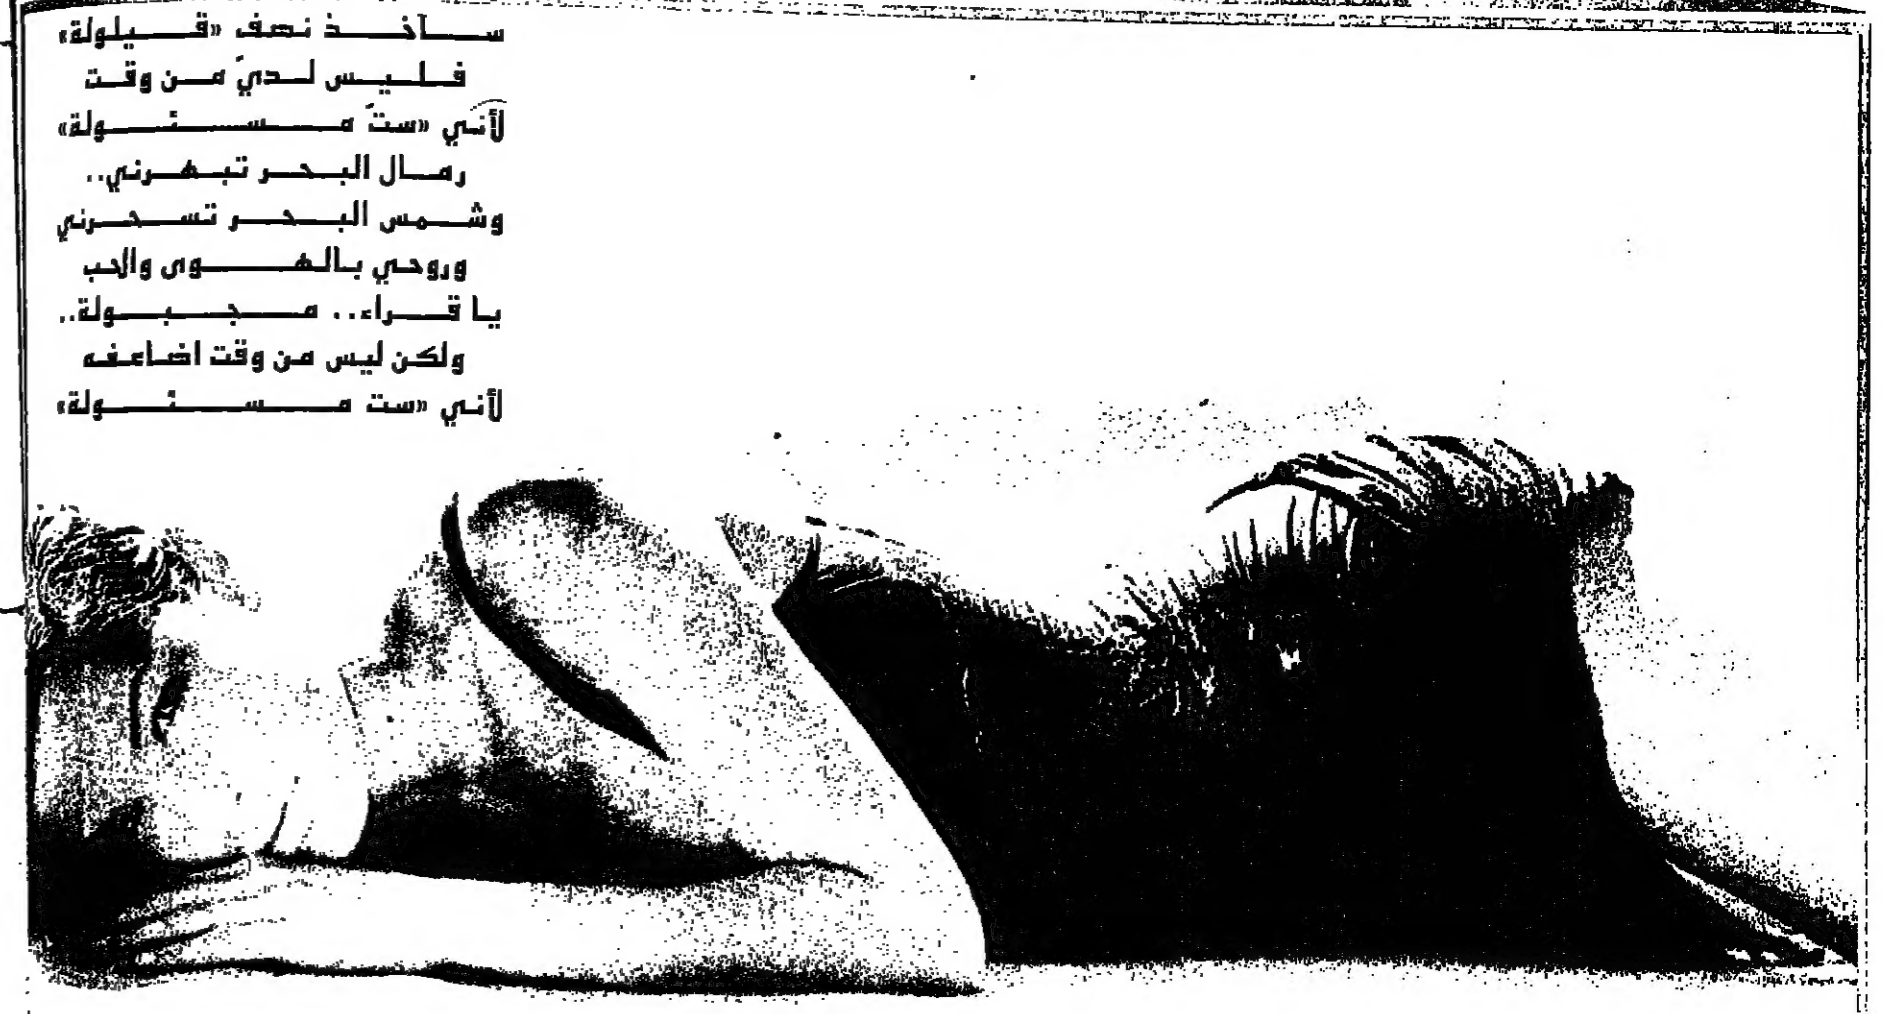 سآخذ نصف «قيلولة»
فليس لديّ من وقت
لأني «ستّ مسئولة»
رمال البحر تبهرني..
وشمس البحر تسحرني
وروحي بالهوى والحب
يا قراء.. مجبولة..
ولكن ليس من وقت اضاعفه
لأني «ست مسئولة»